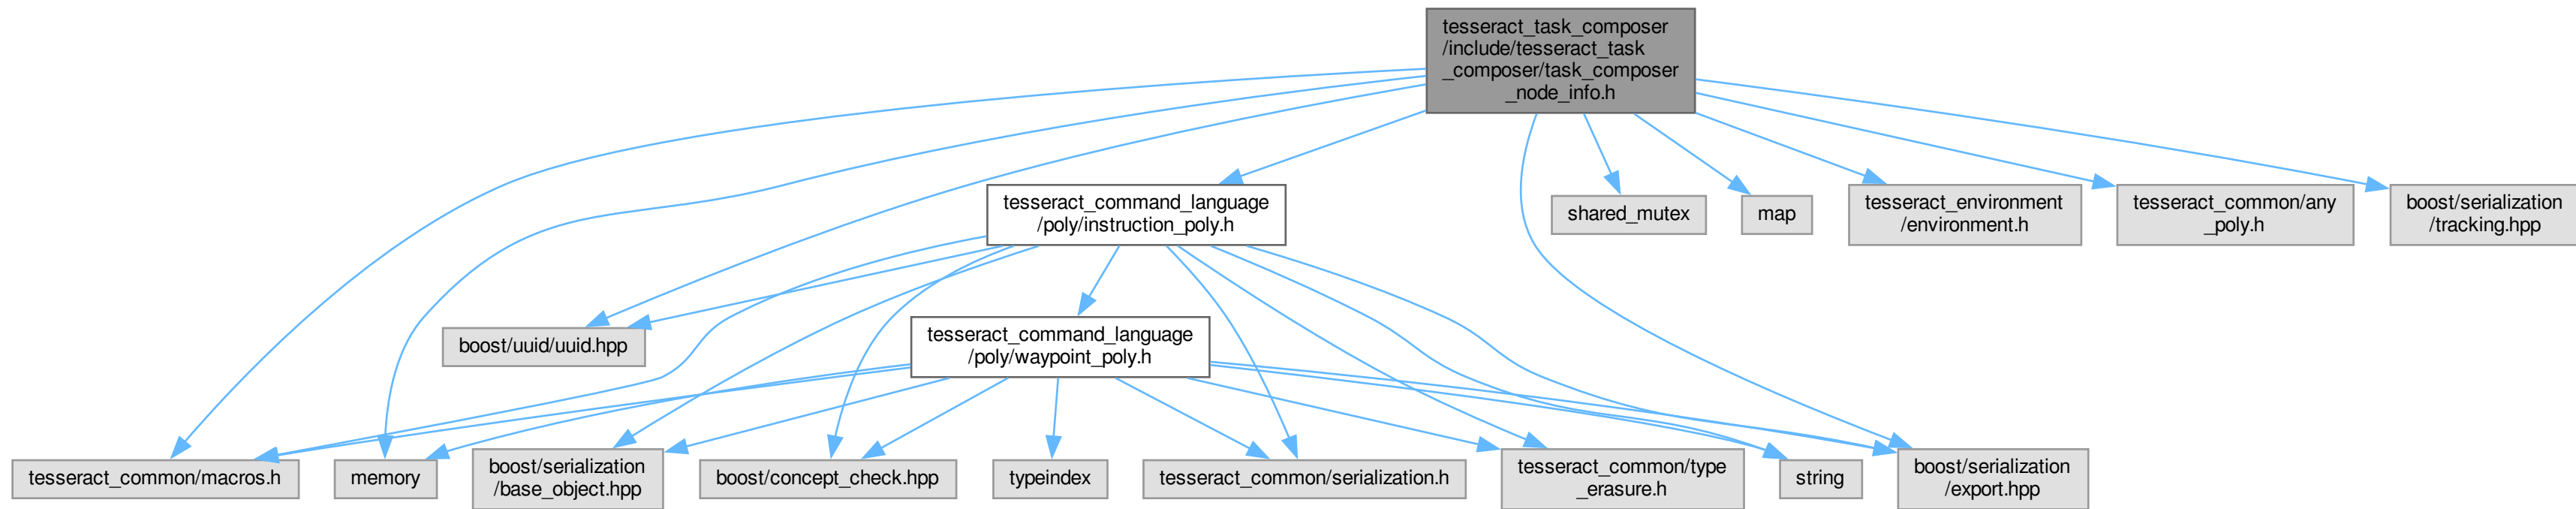 tesseract_task_composer
/include/tesseract_task
_composer/task_composer
_node_info.h
tesseract_command_language
/poly/instruction_poly.h
shared_mutex
map
tesseract_environment
/environment.h
tesseract_common/any
_poly.h
boost/serialization
/tracking.hpp
boost/uuid/uuid.hpp
tesseract_command_language
/poly/waypoint_poly.h
tesseract_common/macros.h
memory
boost/serialization
/base_object.hpp
boost/concept_check.hpp
typeindex
tesseract_common/serialization.h
tesseract_common/type
_erasure.h
string
boost/serialization
/export.hpp